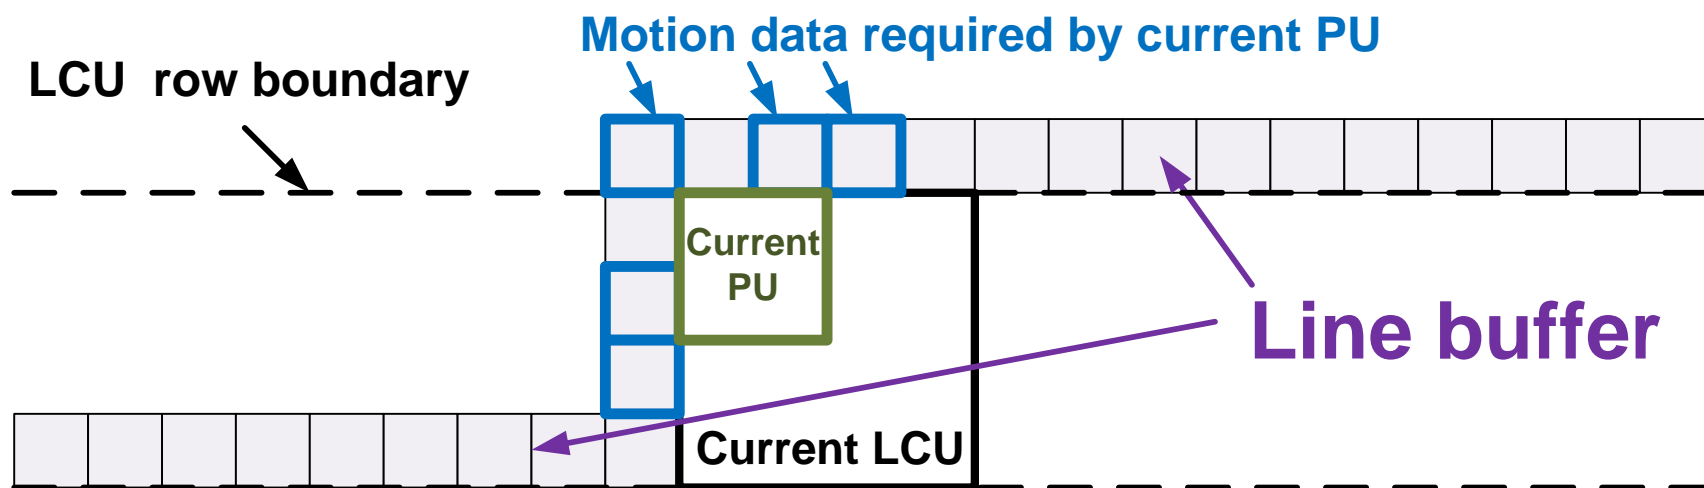 Motion data required by current PU
LCU row boundary
Current
PU
Line buffer
Current LCU